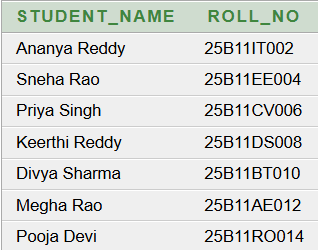 STUDENT_NAME ROLL_NO
Ananya Reddy 25B11IT002
Sneha Rao 25B11EE004
Priya Singh 25B11CV006
Keerthi Reddy 25B11DS008
Divya Sharma 25B11BT010
Megha Rao 25B11AE012
Pooja Devi 25B11RO014